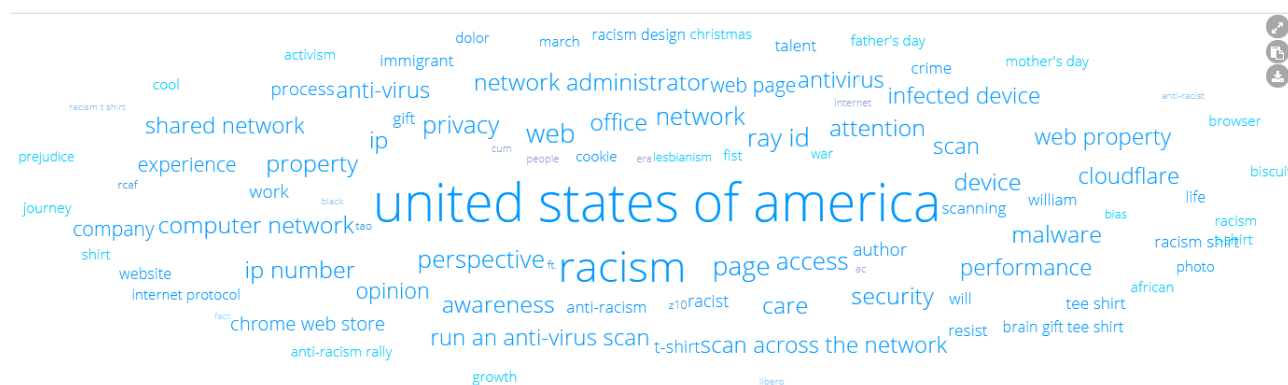 dolor
march
racism design
christmas
talent
father's day
activism
immigrant
crime
mother's day
cool
process
anti-virus
network administrator
web page
antivirus
infected device
racism t shirt
internet
anti-racist
shared network
ip
gift
privacy
web
office
network
ray id
attention
scan
web property
browser
prejudice
experience
property
cum
people
cookie
era
lesbianism
fist
war
rcaf
work
black
united states of america
device
cloudflare
biscui
journey
scanning
william
life
company
computer network
tao
bias
racism
shirt
malware
racism shirt
t-shirt
website
ip number
perspective
ft.
racism
page
access
author
ac
performance
photo
internet protocol
opinion
awareness
anti-racism
z10
racist
care
security
will
tee shirt
african
fact
chrome web store
run an anti-virus scan
t-shirt
scan across the network
resist
brain gift tee shirt
anti-racism rally
growth
libero